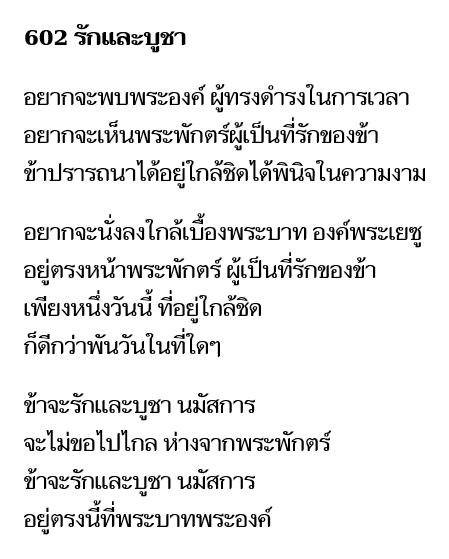 602 รักและบูชา
อยากจะพบพระองค์ ผู้ทรงดำรงในการเวลา
อยากจะเห็นพระพักตร์ผู้เป็นที่รักของข้า
ข้าปรารถนาได้อยู่ใกล้ชิดได้พินิจในความงาม
อยากจะนั่งลงใกล้เบื้องพระบาท องค์พระเยซู
อยู่ตรงหน้าพระพักตร์ ผู้เป็นที่รักของข้า
เพียงหนึ่งวันนี้ ที่อยู่ใกล้ชิด
ก็ดีกว่าพันวันในที่ใดๆ
ข้าจะรักและบูชา นมัสการ
จะไม่ขอไปไกล ห่างจากพระพักตร์
ข้าจะรักและบูชา นมัสการ
อยู่ตรงนี้ที่พระบาทพระองค์